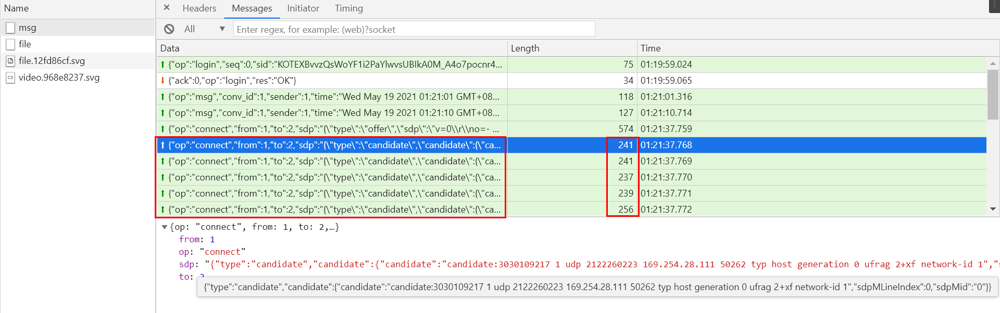 Name
msg
file
file.12fd86cf.svg
video.968e8237.svg
× Headers Messages Initiator Timing
All ▼ Enter regex, for example: (web)?socket
Data Length Time
{"op":"login","seq":0,"sid":"KOTEXBvvzQsWoYF1i2PaYlwvsUBIkA0M_A4o7pocnr4... 75 01:19:59.024
{"ack":0,"op":"login","res":"OK"} 34 01:19:59.065
{"op":"msg","conv_id":1,"sender":1,"time":"Wed May 19 2021 01:21:01 GMT+08... 118 01:21:01.316
{"op":"msg","conv_id":1,"sender":1,"time":"Wed May 19 2021 01:21:10 GMT+08... 127 01:21:10.714
{"op":"connect","from":1,"to":2,"sdp":"{\"type\":\"offer\",\"sdp\":\"v=0\\r\\no=- ... 574 01:21:37.759
{"op":"connect","from":1,"to":2,"sdp":"{\"type\":\"candidate\",\"candidate\":{\"ca... 241 01:21:37.768
{"op":"connect","from":1,"to":2,"sdp":"{\"type\":\"candidate\",\"candidate\":{\"ca... 241 01:21:37.769
{"op":"connect","from":1,"to":2,"sdp":"{\"type\":\"candidate\",\"candidate\":{\"ca... 237 01:21:37.770
{"op":"connect","from":1,"to":2,"sdp":"{\"type\":\"candidate\",\"candidate\":{\"ca... 239 01:21:37.771
{"op":"connect","from":1,"to":2,"sdp":"{\"type\":\"candidate\",\"candidate\":{\"ca... 256 01:21:37.772
▼{op: "connect", from: 1, to: 2,…}
from: 1
op: "connect"
sdp: "{"type":"candidate","candidate":{"candidate":"candidate:3030109217 1 udp 2122260223 169.254.28.111 50262 typ host generation 0 ufrag 2+xf network-id 1","s
to: 2
{"type":"candidate","candidate":{"candidate":"candidate:3030109217 1 udp 2122260223 169.254.28.111 50262 typ host generation 0 ufrag 2+xf network-id 1","sdpMLineIndex":0,"sdpMid":"0"}}